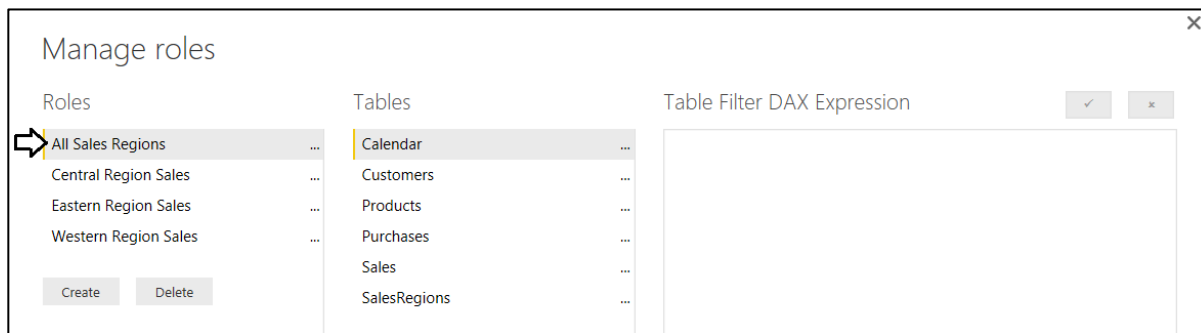 Manage roles
Roles
Tables
Table Filter DAX Expression
All Sales Regions ...
Calendar ...
Central Region Sales ...
Customers ...
Eastern Region Sales ...
Products ...
Western Region Sales ...
Purchases ...
Sales ...
Create Delete
SalesRegions ...